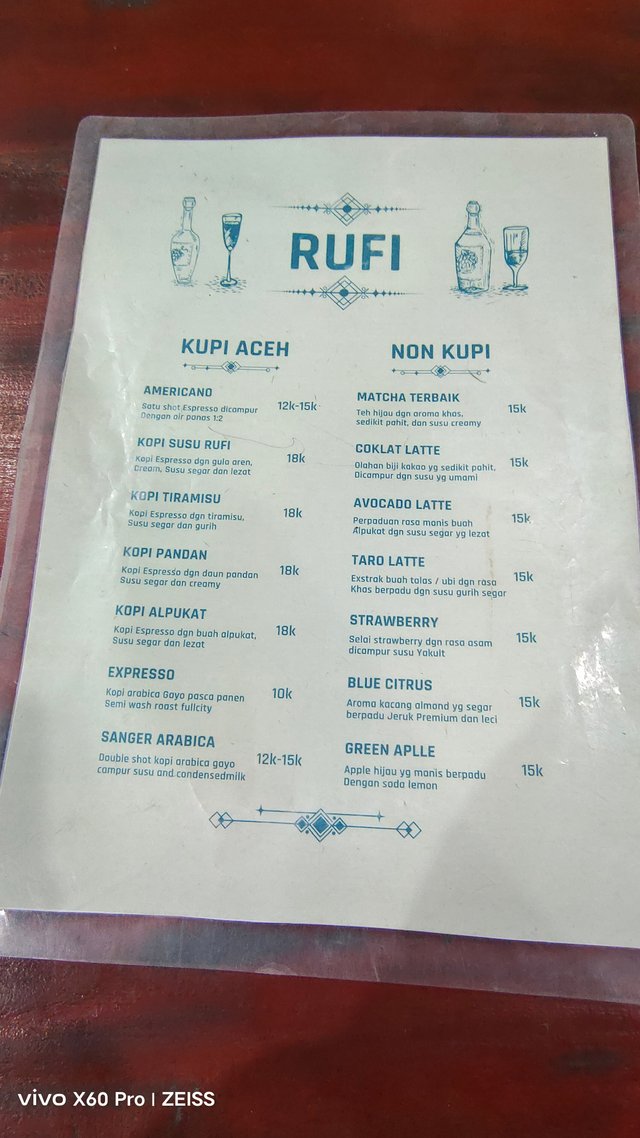 RUFI
KUPI ACEH
AMERICANO
Satu shot Espresso dicampur
Dengan air panas 1:2
12k-15k
KOPI SUSU RUFI
Kopi Espresso dgn gula aren,
Cream, Susu segar dan lezat
18k
KOPI TIRAMISU
Kopi Espresso dgn tiramisu,
Susu segar dan gurih
18k
KOPI PANDAN
Kopi Espresso dgn daun pandan
Susu segar dan creamy
18k
KOPI ALPUKAT
Kopi Espresso dgn buah alpukat,
Susu segar dan lezat
18k
EXPRESSO
Kopi arabica Gayo pasca panen
Semi wash roast fullcity
10k
SANGER ARABICA
Double shot kopi arabica gayo
campur susu and.condensedmilk
12k-15k
NON KUPI
MATCHA TERBAIK
Teh hijau dgn aroma khas,
sedikit pahit, dan susu creamy
15k
COKLAT LATTE
Olahan biji kakao yg sedikit pahit,
Dicampur dgn susu yg umami
15k
AVOCADO LATTE
Perpaduan rasa manis buah
Alpukat dgn susu segar yg lezat
15k
TARO LATTE
Exstrak buah talas / ubi dgn rasa
Khas berpadu dgn susu gurih segar
15k
STRAWBERRY
Selai strawberry dgn rasa asam
dicampur susu Yakult
15k
BLUE CITRUS
Aroma kacang almond yg segar
berpadu Jeruk Premium dan leci
15k
GREEN APLLE
Apple hijau yg manis berpadu
Dengan soda lemon
15k
vivo X60 Pro | ZEISS